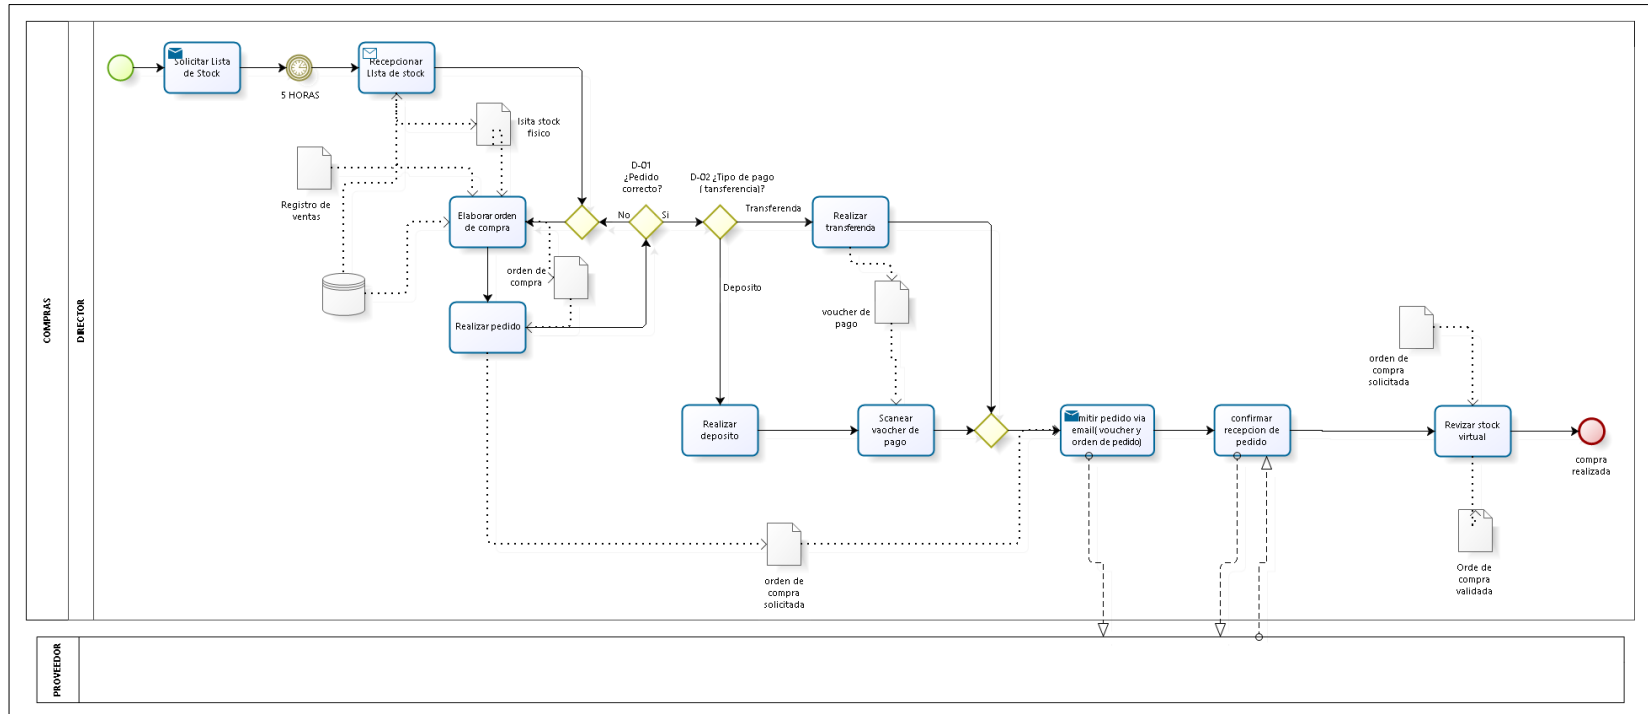 COMPRAS
DIRECTOR
Solicitar Lista
de Stock
5 HORAS
Recepcionar
LIsta de stock
lsita stock
fisico
Registro de
ventas
Elaborar orden
de compra
orden de
compra
Realizar pedido
D-01
¿Pedido
correcto?
No
Si
D-02 ¿Tipo de pago
( tansferencia)?
Transferenda
Deposito
Realizar
transferenda
voucher de
pago
Realizar
deposito
Scanear
vaocher de
pago
mitir pedido via
email( voucher y
orden de pedido)
confirmar
recepcion de
pedido
orden de
compra
solicitada
Revizar stock
virtual
compra
realizada
orden de
compra
solicitada
Orde de
compra
validada
PROVEEDOR